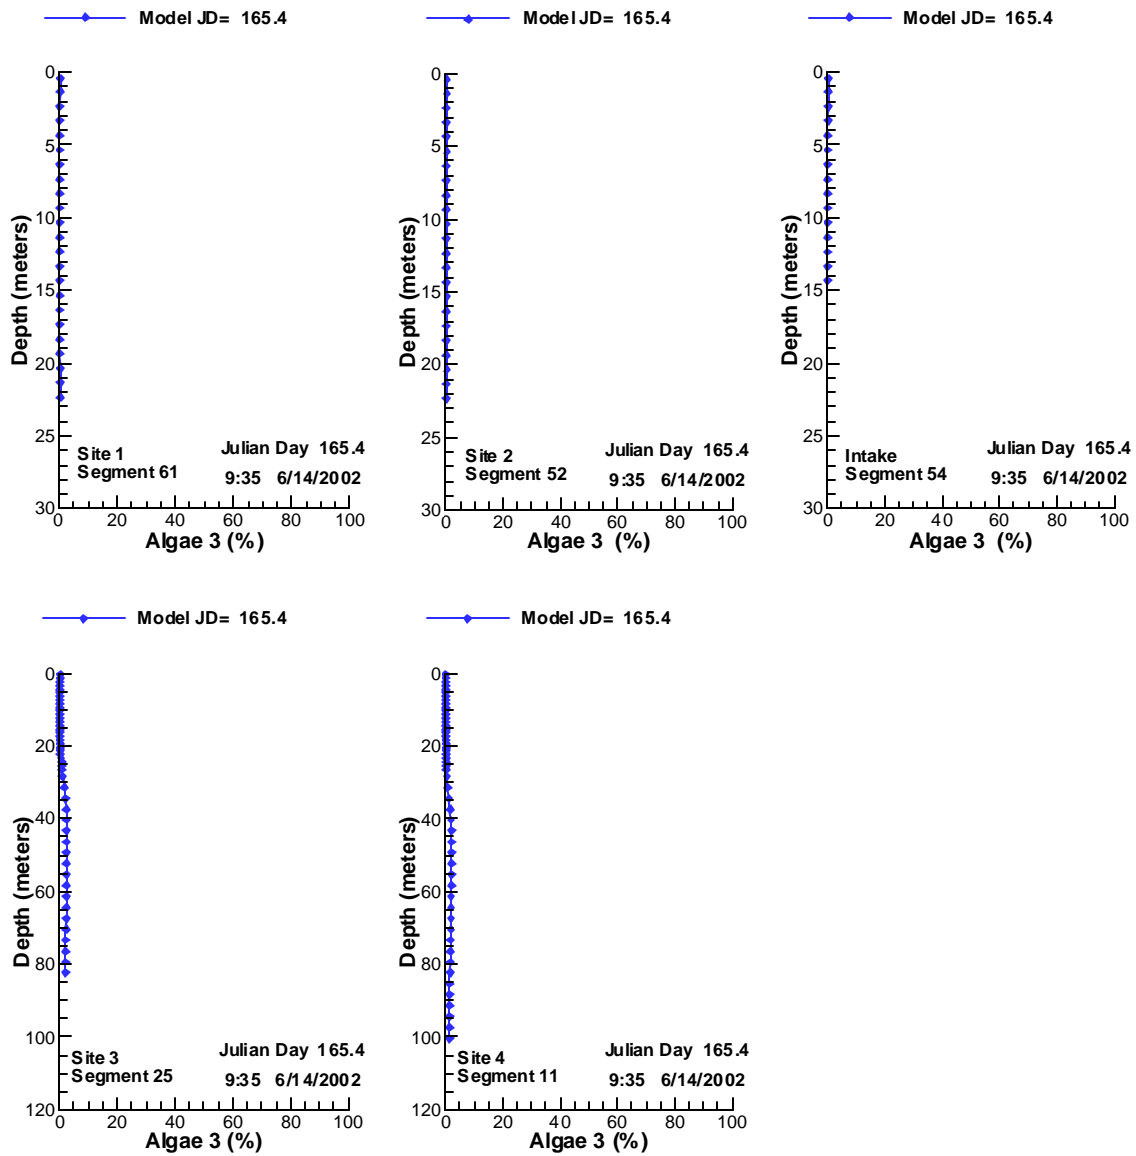 Model JD= 165.4
0
5
10
15
20
25
30
Depth (meters)
Site 1
Segment 61
Julian Day 165.4
9:35 6/14/2002
0 20 40 60 80 100
Algae 3 (%)
Model JD= 165.4
0
5
10
15
20
25
30
Depth (meters)
Site 2
Segment 52
Julian Day 165.4
9:35 6/14/2002
0 20 40 60 80 100
Algae 3 (%)
Model JD= 165.4
0
5
10
15
20
25
30
Depth (meters)
Intake
Segment 54
Julian Day 165.4
9:35 6/14/2002
0 20 40 60 80 100
Algae 3 (%)
Model JD= 165.4
0
20
40
60
80
100
120
Depth (meters)
Site 3
Segment 25
Julian Day 165.4
9:35 6/14/2002
0 20 40 60 80 100
Algae 3 (%)
Model JD= 165.4
0
20
40
60
80
100
120
Depth (meters)
Site 4
Segment 11
Julian Day 165.4
9:35 6/14/2002
0 20 40 60 80 100
Algae 3 (%)